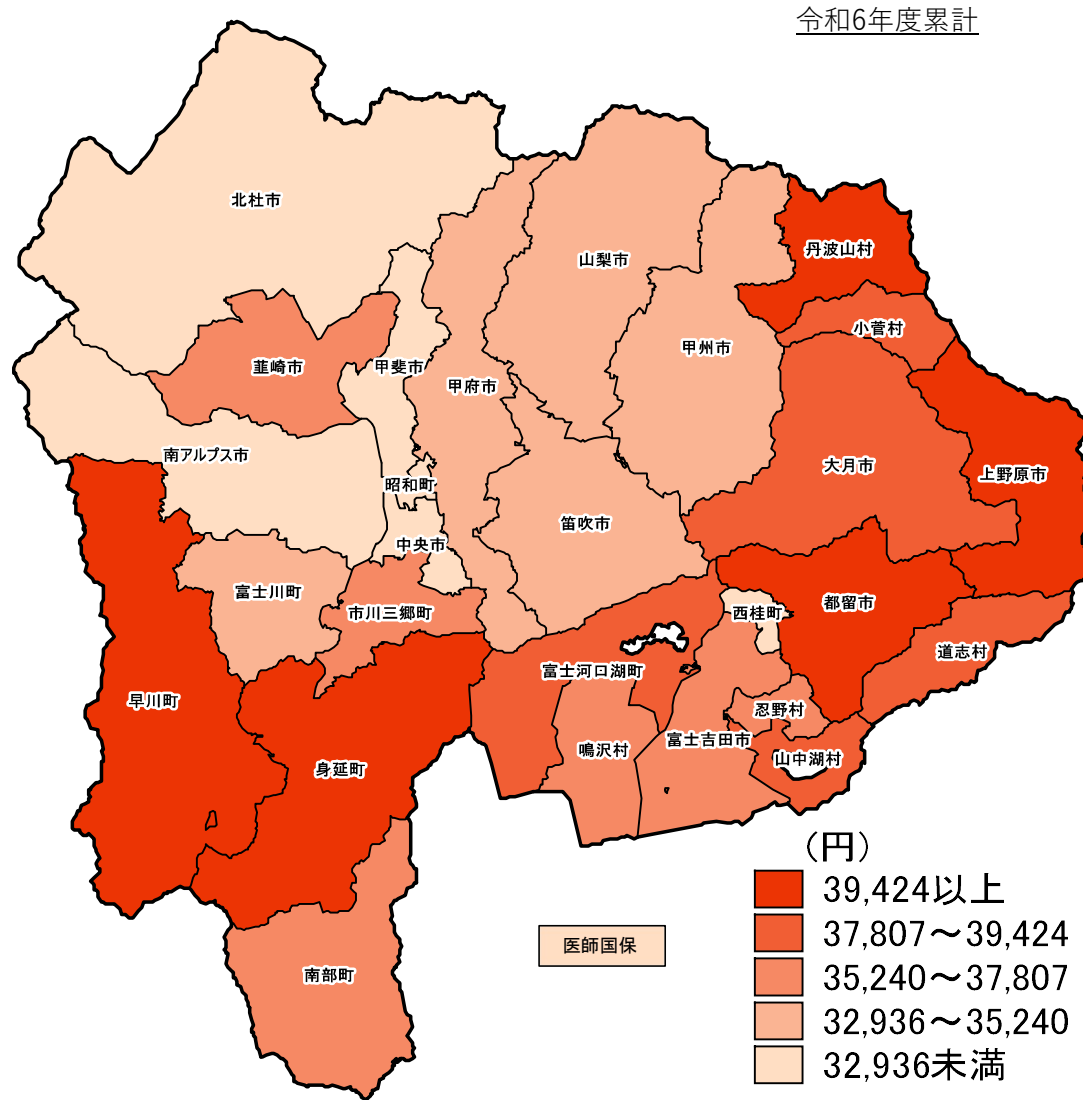 令和6年度累計
北杜市
山梨市
丹波山村
小菅村
甲州市
韮崎市
甲斐市
甲府市
南アルプス市
大月市
上野原市
昭和町
笛吹市
中央市
富士川町
市川三郷町
西桂町
都留市
道志村
富士河口湖町
早川町
忍野村
鳴沢村
富士吉田市
山中湖村
身延町
南部町
医師国保
(円)
39,424以上
37,807～39,424
35,240～37,807
32,936～35,240
32,936未満